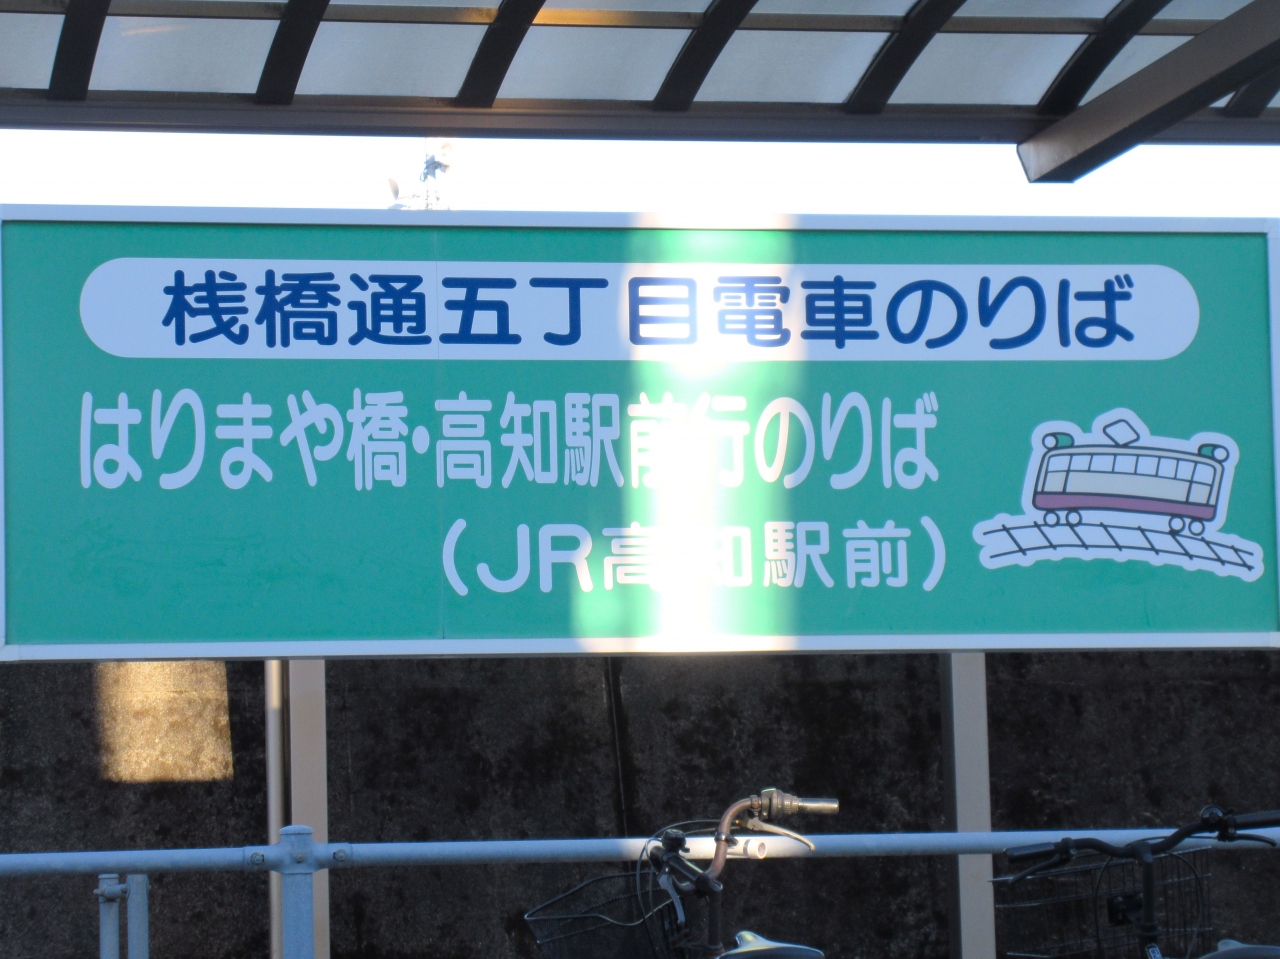 桟橋通五丁目電車のりば
はりまや橋・高知駅前行のりば
(JR高知駅前)